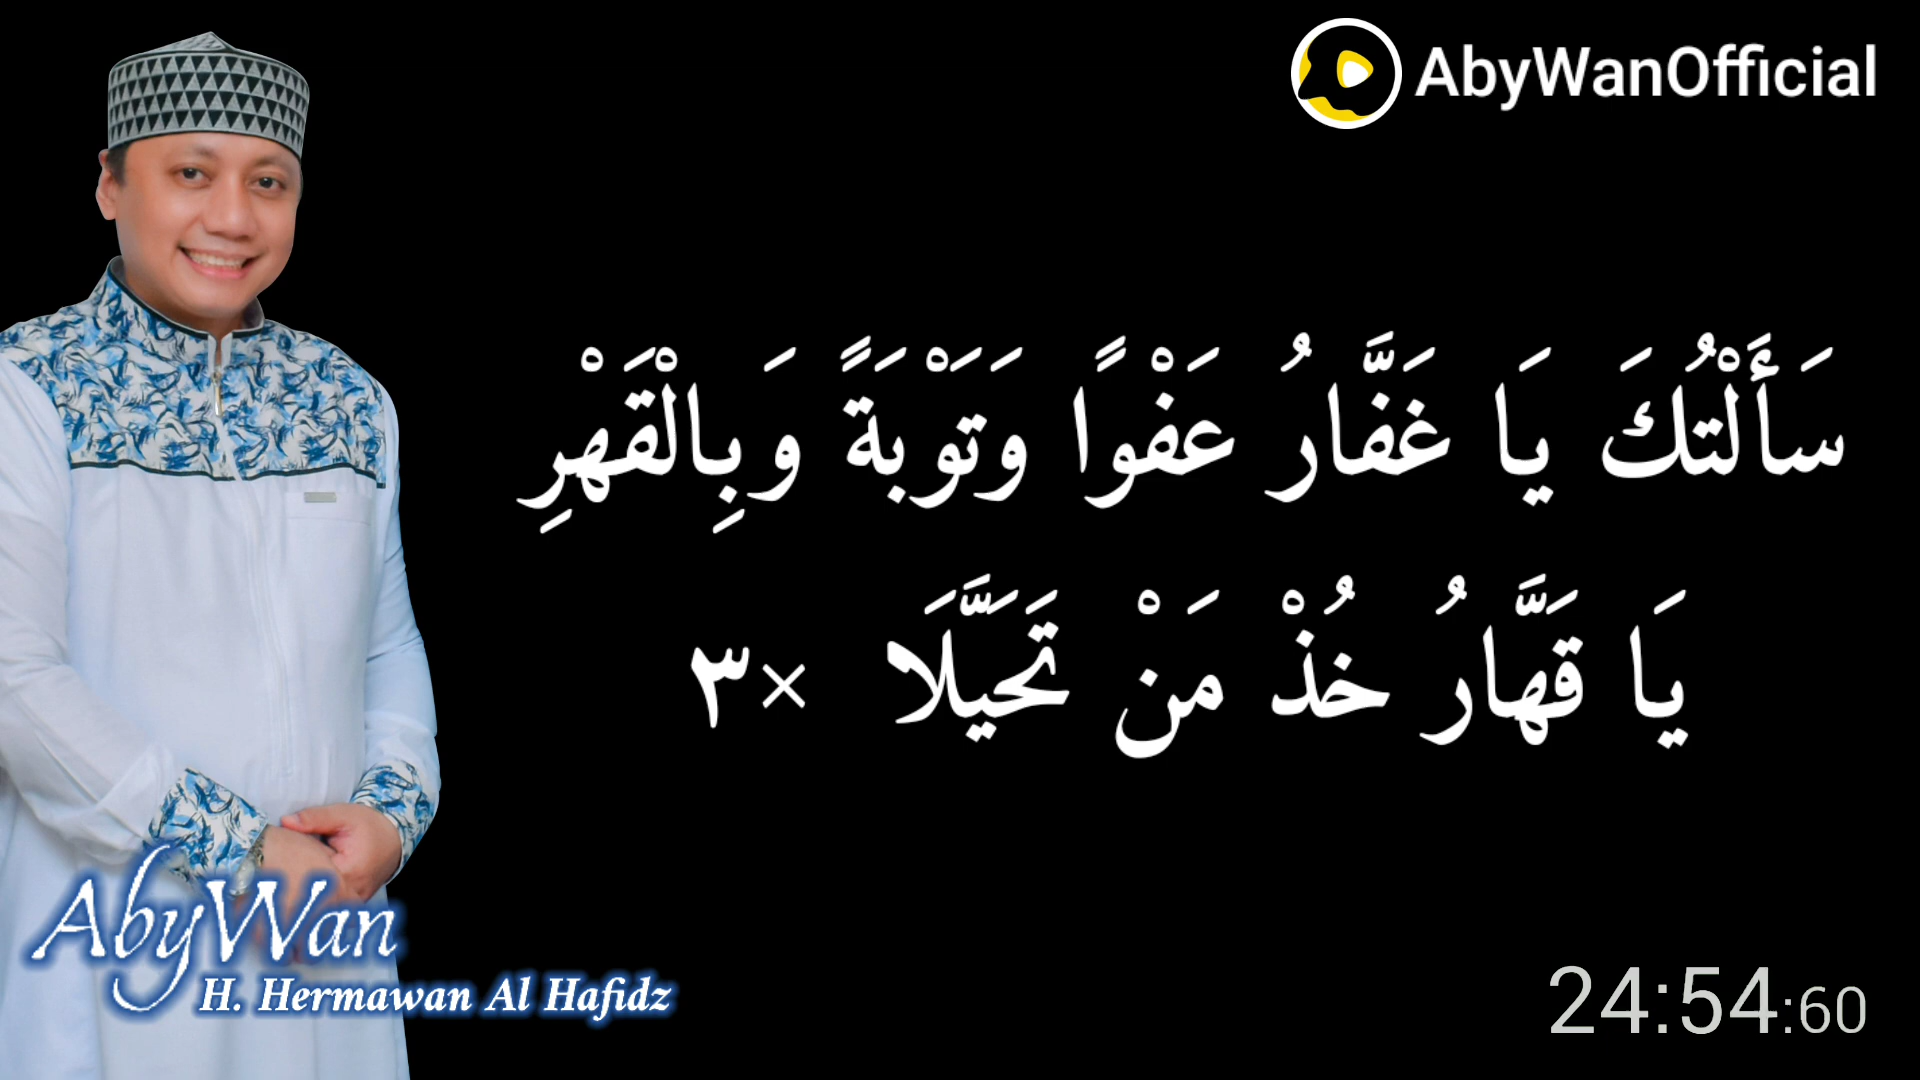 AbyWanOfficial
سَأَلْتُكَ يَا غَفَّارُ عَفْوًا وَتَوْبَةً وَبِالْقَهْرِ
يَا قَهَّارُ خُذْ مَنْ تَحَيَّلَا ×٣
AbyWan
H. Hermawan Al Hafidz
24:54:60